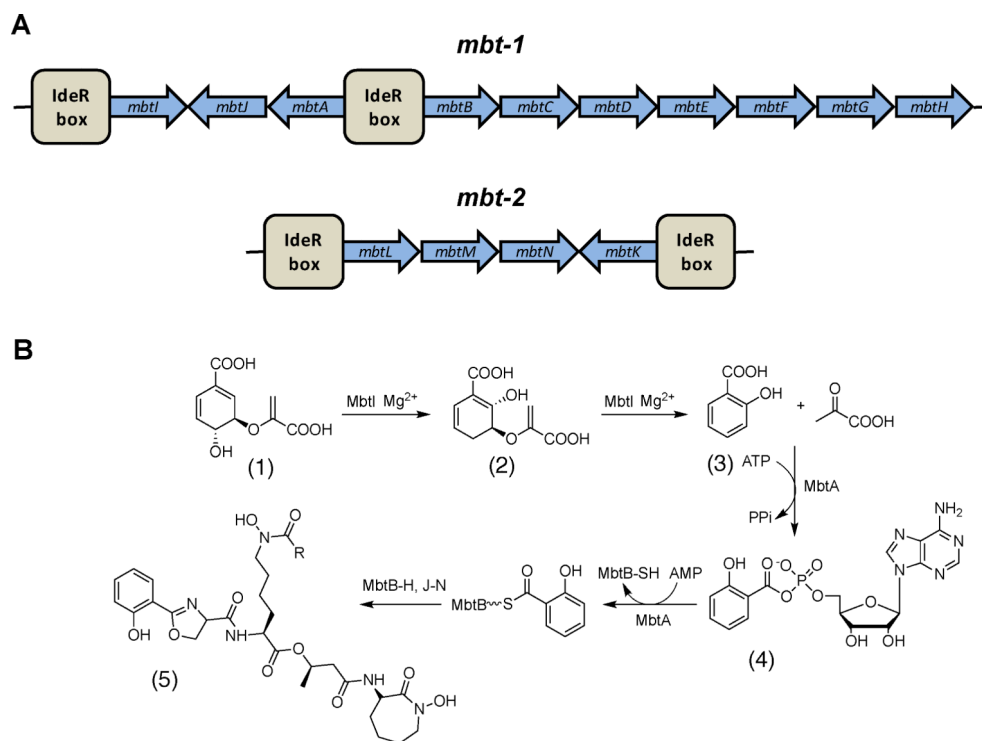 A
mbt-1
IdeR box
mbtI
mbtJ
mbtA
IdeR box
mbtB
mbtC
mbtD
mbtE
mbtF
mbtG
mbtH
mbt-2
IdeR box
mbtL
mbtM
mbtN
mbtK
IdeR box
B
COOH
O
COOH
OH
(1)
MbtI Mg²⁺
COOH
OH
O
COOH
(2)
MbtI Mg²⁺
COOH
OH
(3)
+
O
COOH
ATP
MbtA
PPi
NH₂
N
N
N
N
OH
O
O⁻
O
P
O
O
O
OH OH
(4)
MbtB-SH
AMP
MbtA
O
OH
MbtB
S
MbtB-H, J-N
HO
N
O
R
N
O
OH
O
N
H
O
O
O
NH
O
N
OH
(5)